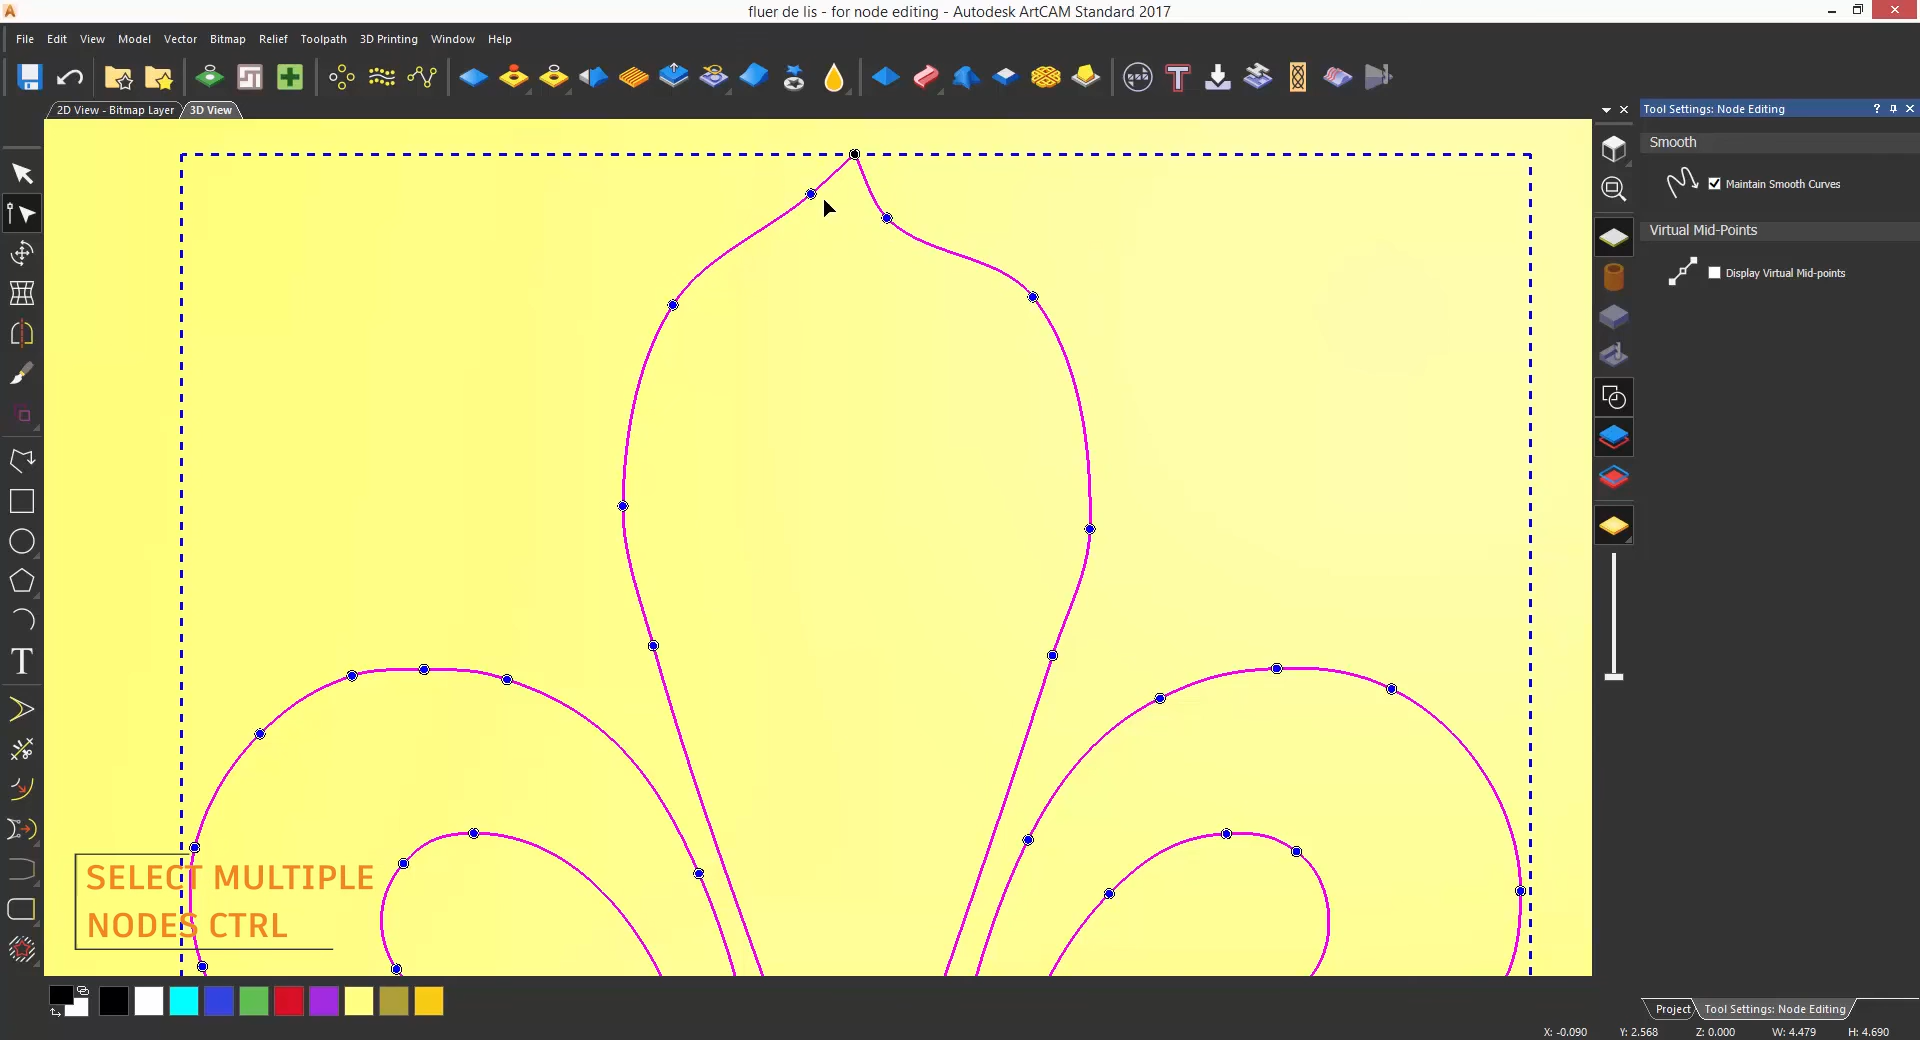 fluer de lis - for node editing - Autodesk ArtCAM Standard 2017
File Edit View Model Vector Bitmap Relief Toolpath 3D Printing Window Help
2D View - Bitmap Layer 3D View
Tool Settings: Node Editing
Smooth
Maintain Smooth Curves
Virtual Mid-Points
Display Virtual Mid-points
T
SELECT MULTIPLE
NODES CTRL
Project Tool Settings: Node Editing
X: -0.090 Y: 2.568 Z: 0.000 W: 4.479 H: 4.690